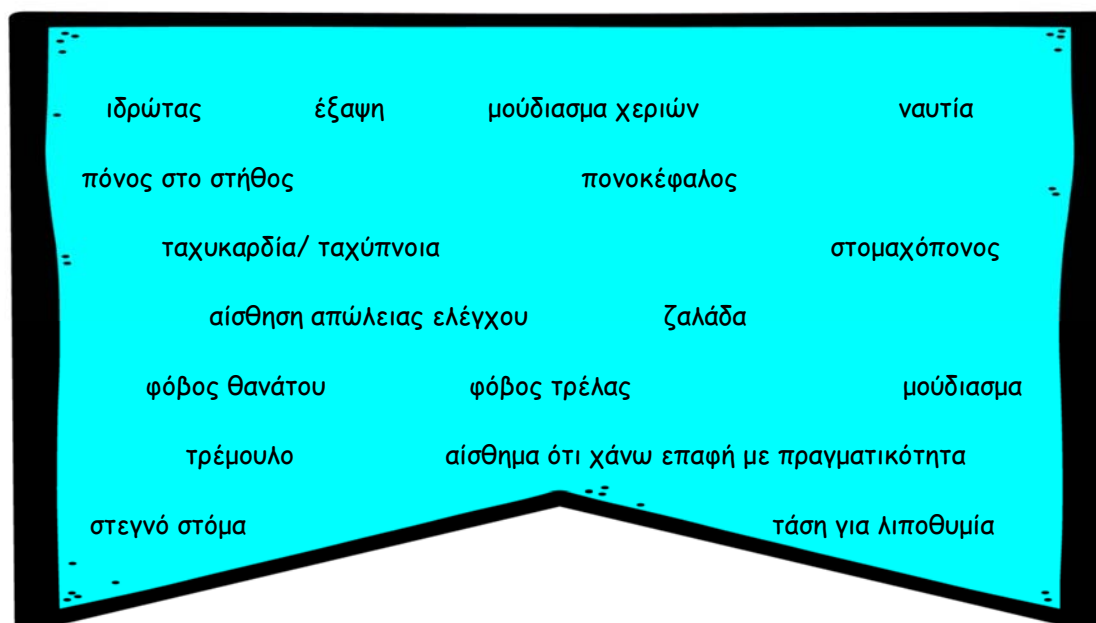 ιδρώτας έξαψη μούδιασμα χεριών ναυτία
πόνος στο στήθος πονοκέφαλος
ταχυκαρδία/ ταχύπνοια στομαχόπονος
αίσθηση απώλειας ελέγχου ζαλάδα
φόβος θανάτου φόβος τρέλας μούδιασμα
τρέμουλο αίσθημα ότι χάνω επαφή με πραγματικότητα
στεγνό στόμα τάση για λιποθυμία